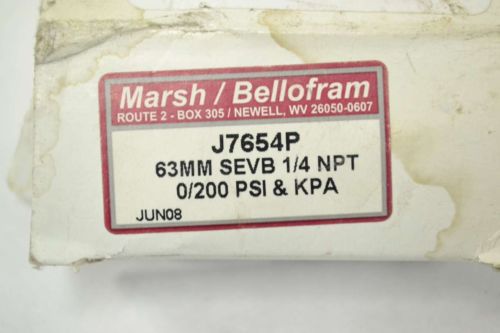 Marsh / Bellofram
ROUTE 2 - BOX 305 / NEWELL, WV 26050-0607
J7654P
63MM SEVB 1/4 NPT
0/200 PSI & KPA
JUN08